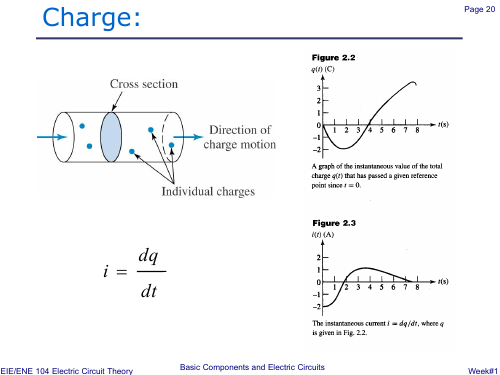 Charge:
Page 20
Cross section
Direction of
charge motion
Individual charges
i = dq
dt
Figure 2.2
q(t) (C)
3
2
1
0
–1
–2
1 2 3 4 5 6 7 8
t(s)
A graph of the instantaneous value of the total
charge q(t) that has passed a given reference
point since t = 0.
Figure 2.3
i(t) (A)
2
1
0
–1
–2
1 2 3 4 5 6 7 8
t(s)
The instantaneous current i = dq/dt, where q
is given in Fig. 2.2.
EIE/ENE 104 Electric Circuit Theory
Basic Components and Electric Circuits
Week#1